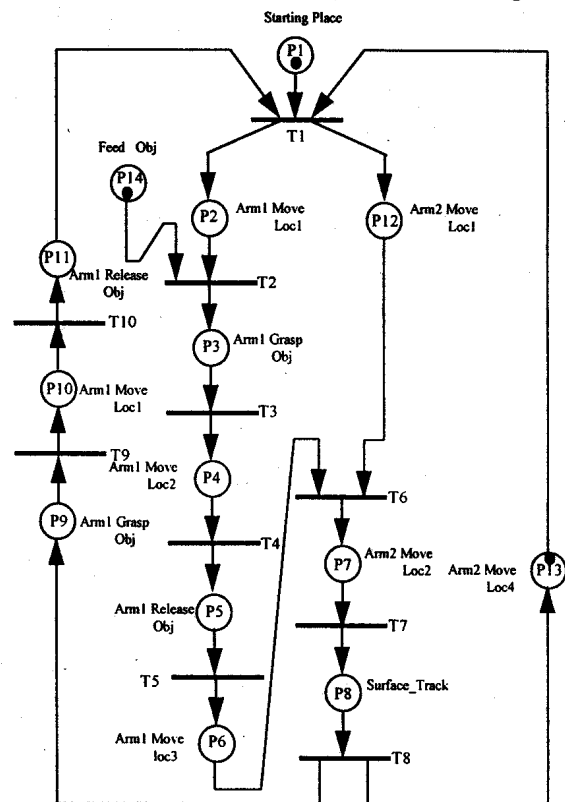 Starting Place
P1
T1
Feed Obj
P14
P2
Arm1 Move
Loc1
P12
Arm2 Move
Loc1
P11
Arm1 Release
Obj
T2
T10
P3
Arm1 Grasp
Obj
P10
Arm1 Move
Loc1
T3
T9
Arm1 Move
Loc2
P4
T6
P9
Arm1 Grasp
Obj
T4
P7
Arm2 Move
Loc2
Arm2 Move
Loc4
P13
Arm1 Release
Obj
P5
T7
T5
P8
Surface_Track
Arm1 Move
loc3
P6
T8